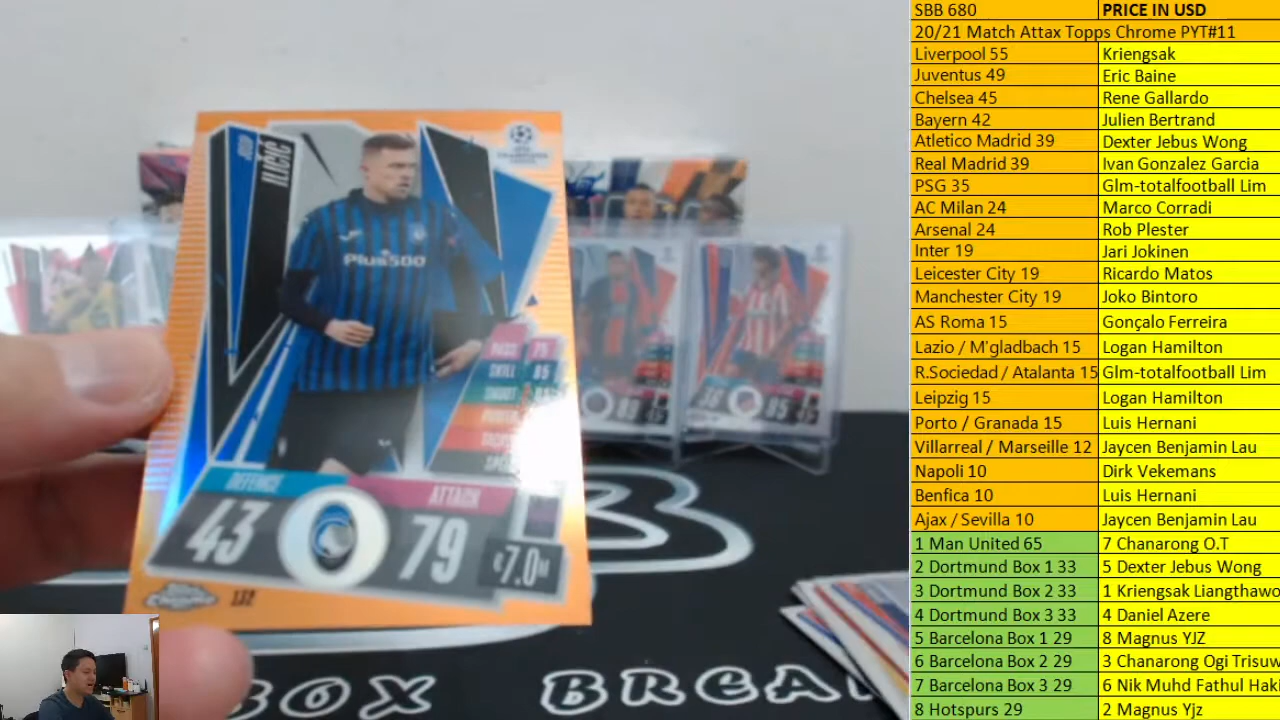 JOSIP
ILIČIĆ
Plus500
PASS 75
SKILL 85
SHOOT
DEFENCE
43
ATTACK
79
€7.0M
132
BOX BREA
SBB 680 PRICE IN USD
20/21 Match Attax Topps Chrome PYT#11
Liverpool 55 Kriengsak
Juventus 49 Eric Baine
Chelsea 45 Rene Gallardo
Bayern 42 Julien Bertrand
Atletico Madrid 39 Dexter Jebus Wong
Real Madrid 39 Ivan Gonzalez Garcia
PSG 35 Glm-totalfootball Lim
AC Milan 24 Marco Corradi
Arsenal 24 Rob Plester
Inter 19 Jari Jokinen
Leicester City 19 Ricardo Matos
Manchester City 19 Joko Bintoro
AS Roma 15 Gonçalo Ferreira
Lazio / M'gladbach 15 Logan Hamilton
R.Sociedad / Atalanta 15 Glm-totalfootball Lim
Leipzig 15 Logan Hamilton
Porto / Granada 15 Luis Hernani
Villarreal / Marseille 12 Jaycen Benjamin Lau
Napoli 10 Dirk Vekemans
Benfica 10 Luis Hernani
Ajax / Sevilla 10 Jaycen Benjamin Lau
1 Man United 65 7 Chanarong O.T
2 Dortmund Box 1 33 5 Dexter Jebus Wong
3 Dortmund Box 2 33 1 Kriengsak Liangthawo
4 Dortmund Box 3 33 4 Daniel Azere
5 Barcelona Box 1 29 8 Magnus YJZ
6 Barcelona Box 2 29 3 Chanarong Ogi Trisuw
7 Barcelona Box 3 29 6 Nik Muhd Fathul Haki
8 Hotspurs 29 2 Magnus Yjz